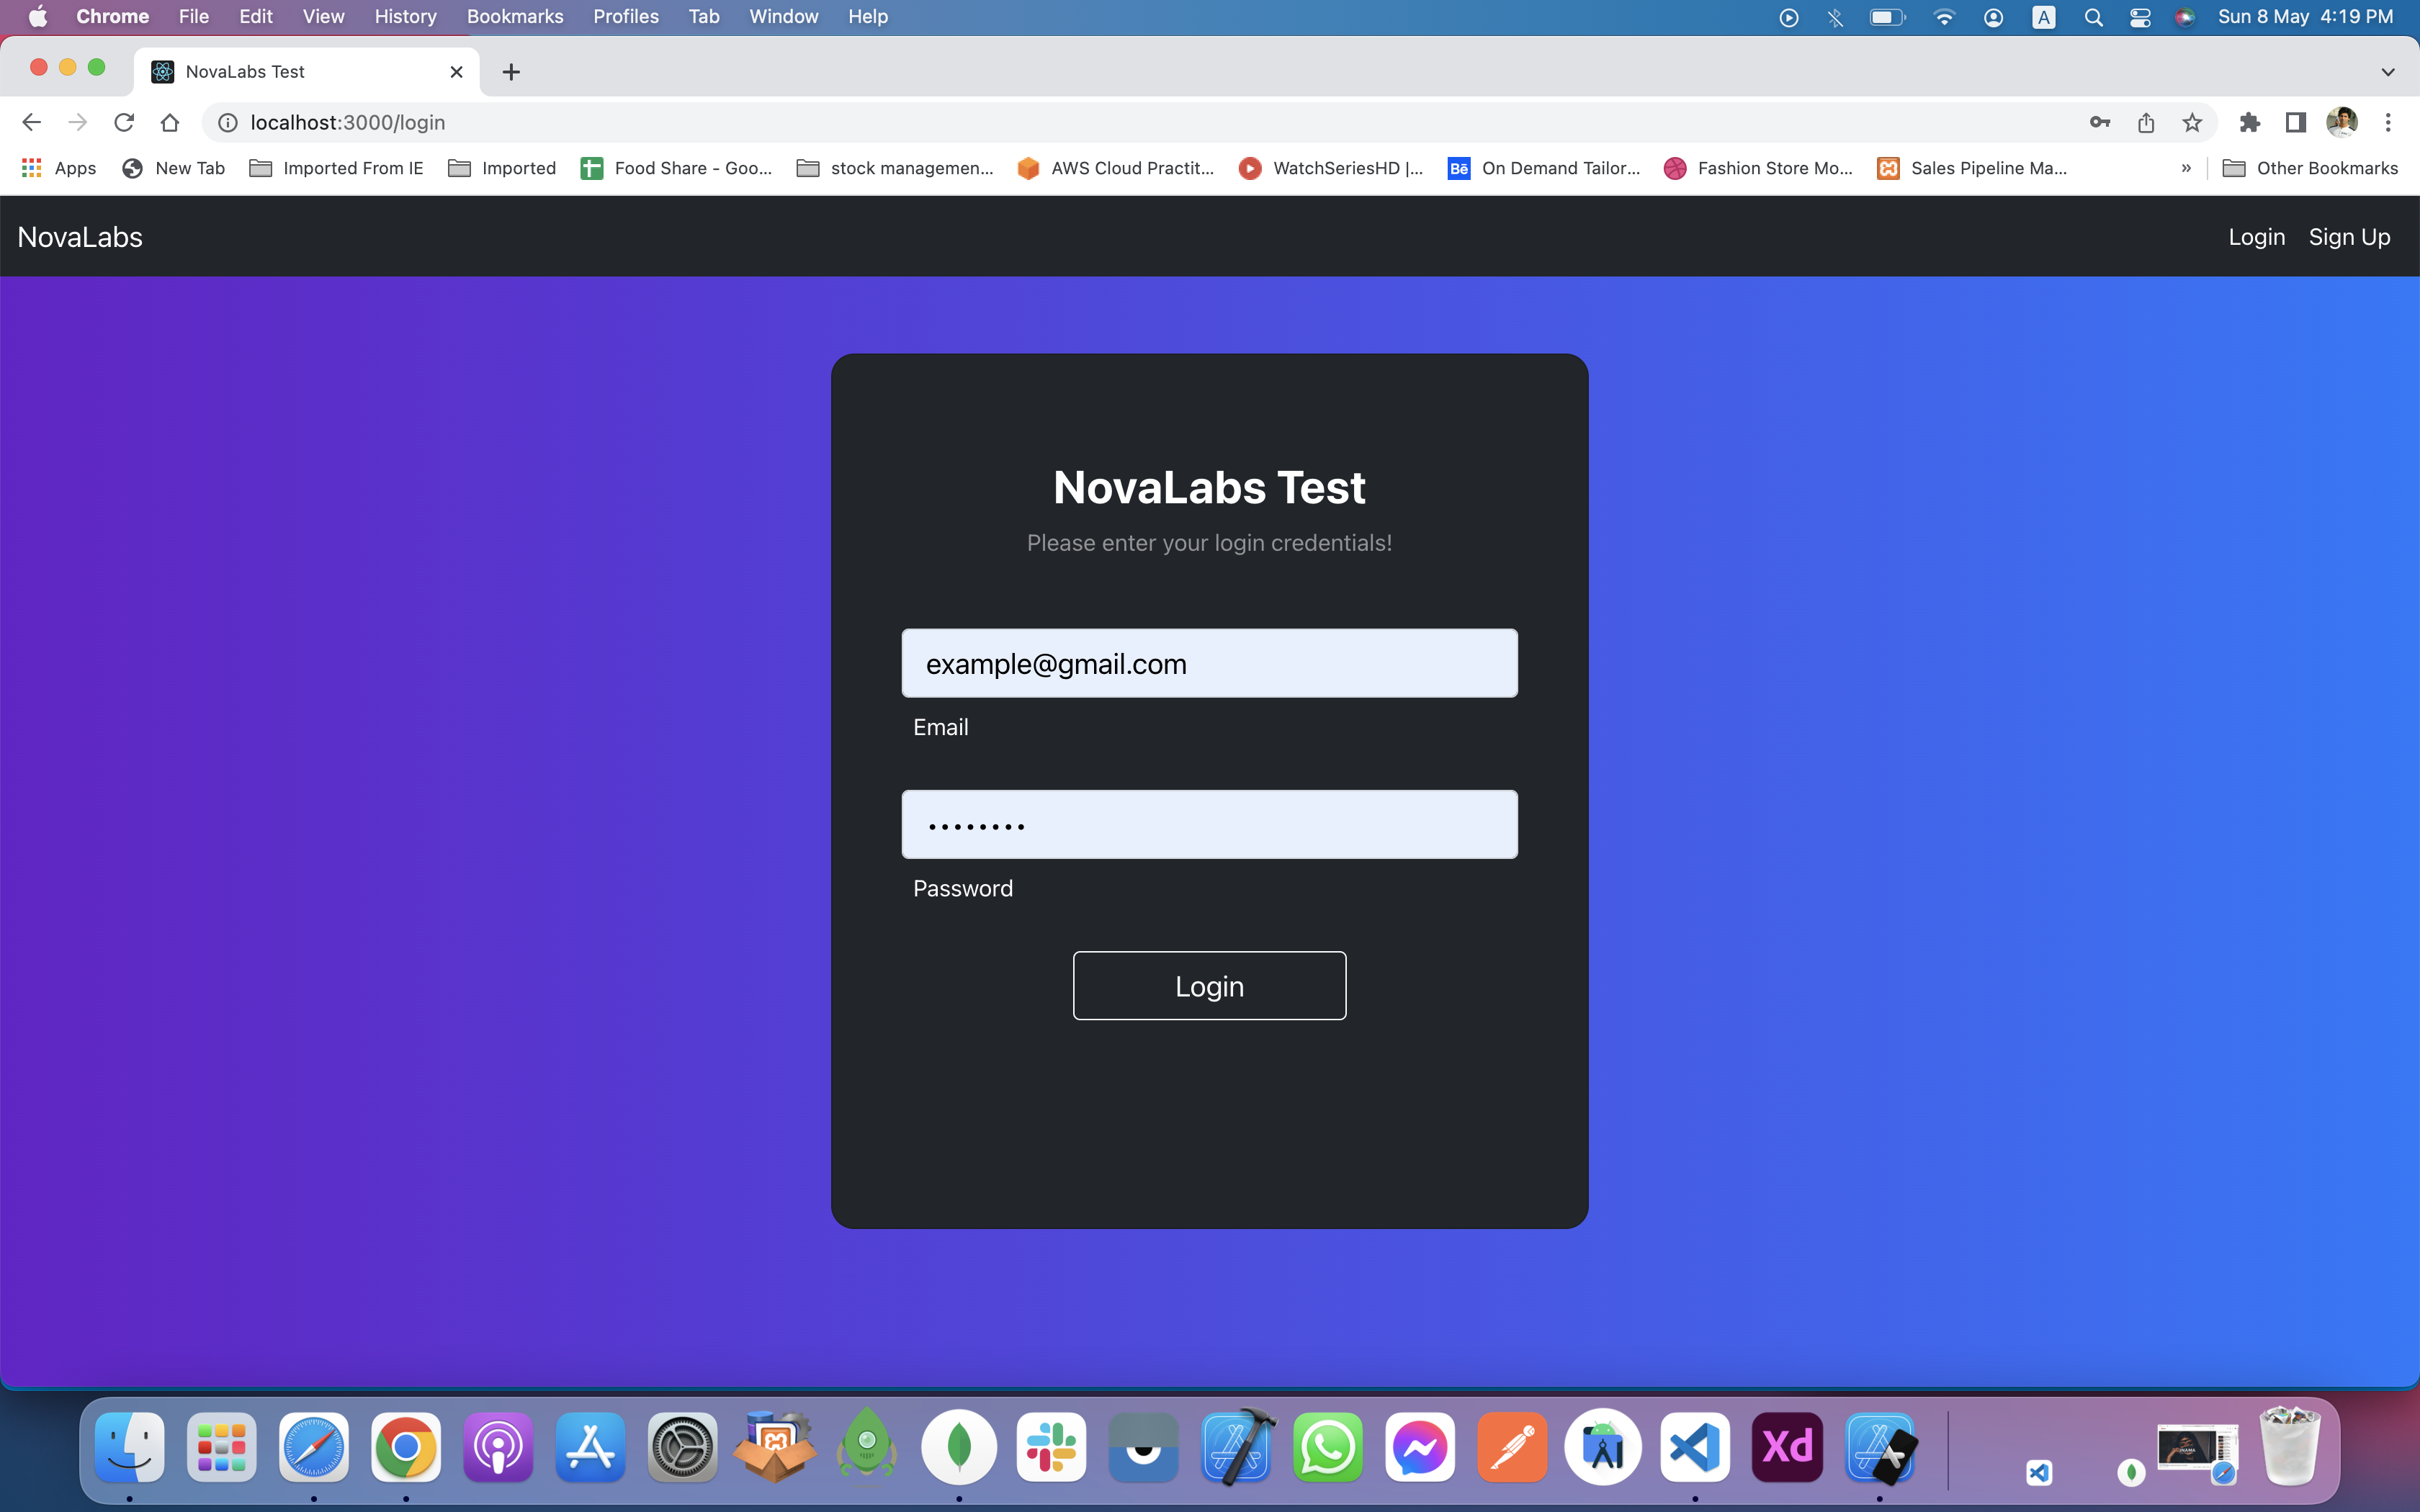 Chrome File Edit View History Bookmarks Profiles Tab Window Help A Sun 8 May 4:19 PM
NovaLabs Test
localhost:3000/login
Apps New Tab Imported From IE Imported Food Share - Goo... stock managemen... AWS Cloud Practit... WatchSeriesHD |... Bē On Demand Tailor... Fashion Store Mo... Sales Pipeline Ma... » Other Bookmarks
NovaLabs Login Sign Up
NovaLabs Test
Please enter your login credentials!
example@gmail.com
Email
••••••••
Password
Login
Xd